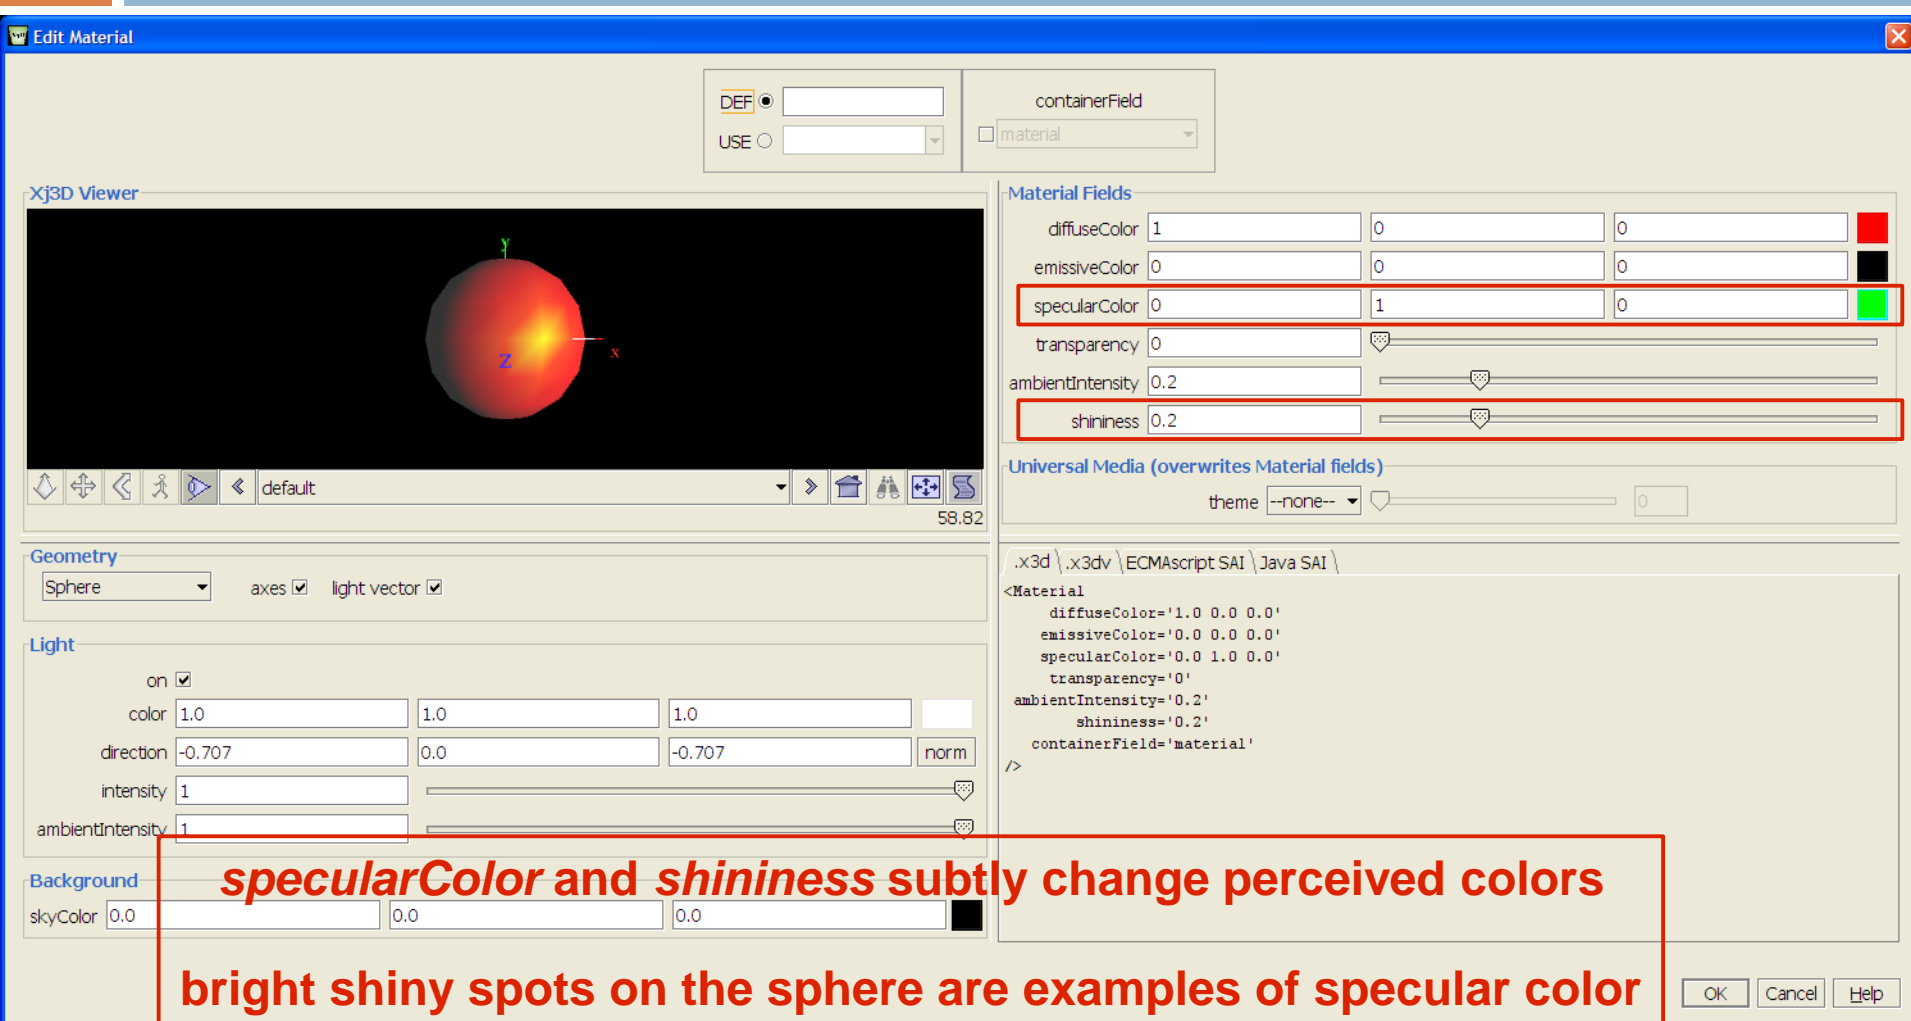 Edit Material
DEF
USE
containerField
material
Xj3D Viewer
y
z
x
default
58.82
Material Fields
diffuseColor 1 0 0
emissiveColor 0 0 0
specularColor 0 1 0
transparency 0
ambientIntensity 0.2
shininess 0.2
Universal Media (overwrites Material fields)
theme --none-- 0
Geometry
Sphere axes light vector
Light
on
color 1.0 1.0 1.0
direction -0.707 0.0 -0.707 norm
intensity 1
ambientIntensity 1
Background
skyColor 0.0 0.0 0.0
.x3d .x3dv ECMAscript SAI Java SAI
<Material
diffuseColor='1.0 0.0 0.0'
emissiveColor='0.0 0.0 0.0'
specularColor='0.0 1.0 0.0'
transparency='0'
ambientIntensity='0.2'
shininess='0.2'
containerField='material'
/>
specularColor and shininess subtly change perceived colors
bright shiny spots on the sphere are examples of specular color
OK Cancel Help